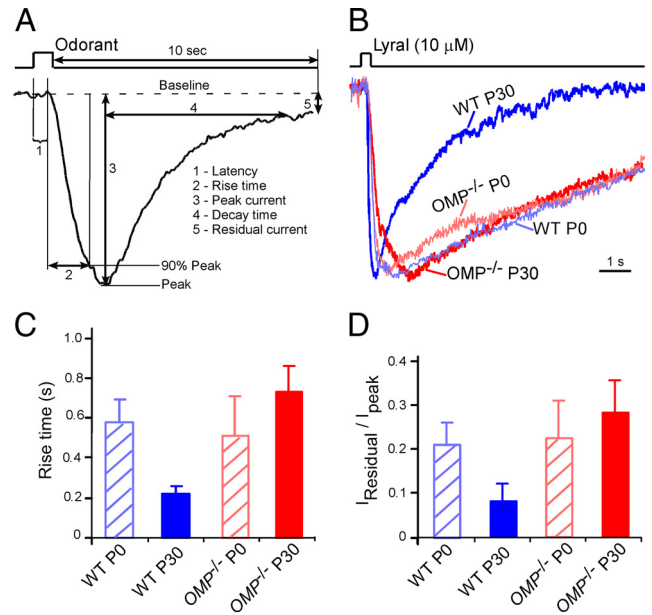 A
Odorant
10 sec
Baseline
1
2
3
4
5
1 - Latency
2 - Rise time
3 - Peak current
4 - Decay time
5 - Residual current
90% Peak
Peak
B
Lyral (10 μM)
WT P30
OMP-/- P0
WT P0
OMP-/- P30
1 s
C
Rise time (s)
1.0
0.8
0.6
0.4
0.2
0
WT P0
WT P30
OMP-/- P0
OMP-/- P30
D
IResidual / Ipeak
0.4
0.3
0.2
0.1
0
WT P0
WT P30
OMP-/- P0
OMP-/- P30